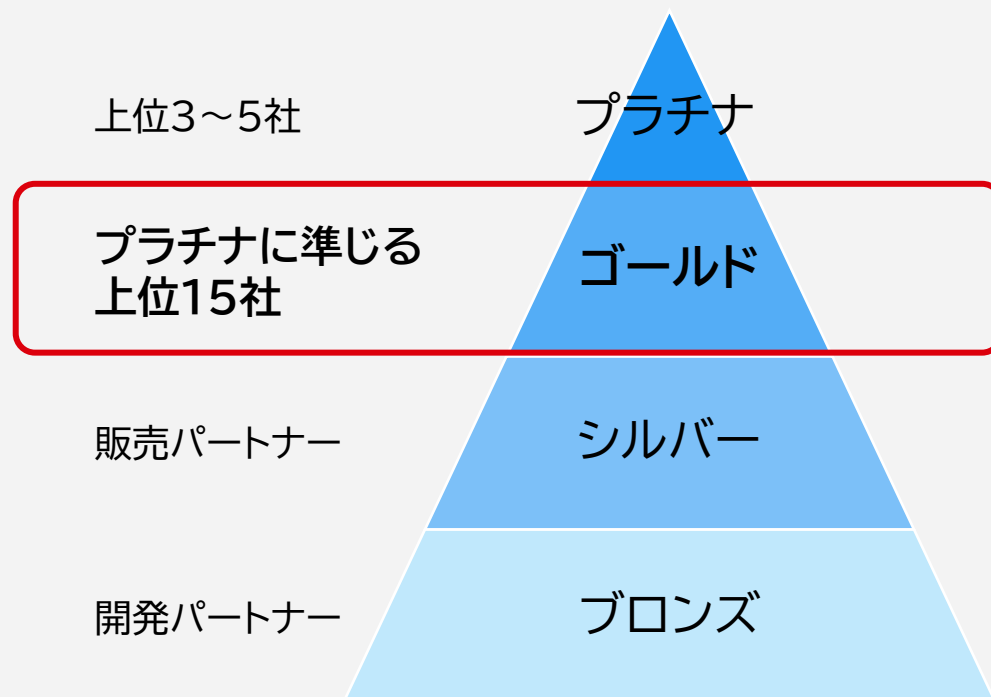 上位3～5社
プラチナ
プラチナに準じる
上位15社
ゴールド
販売パートナー
シルバー
開発パートナー
ブロンズ